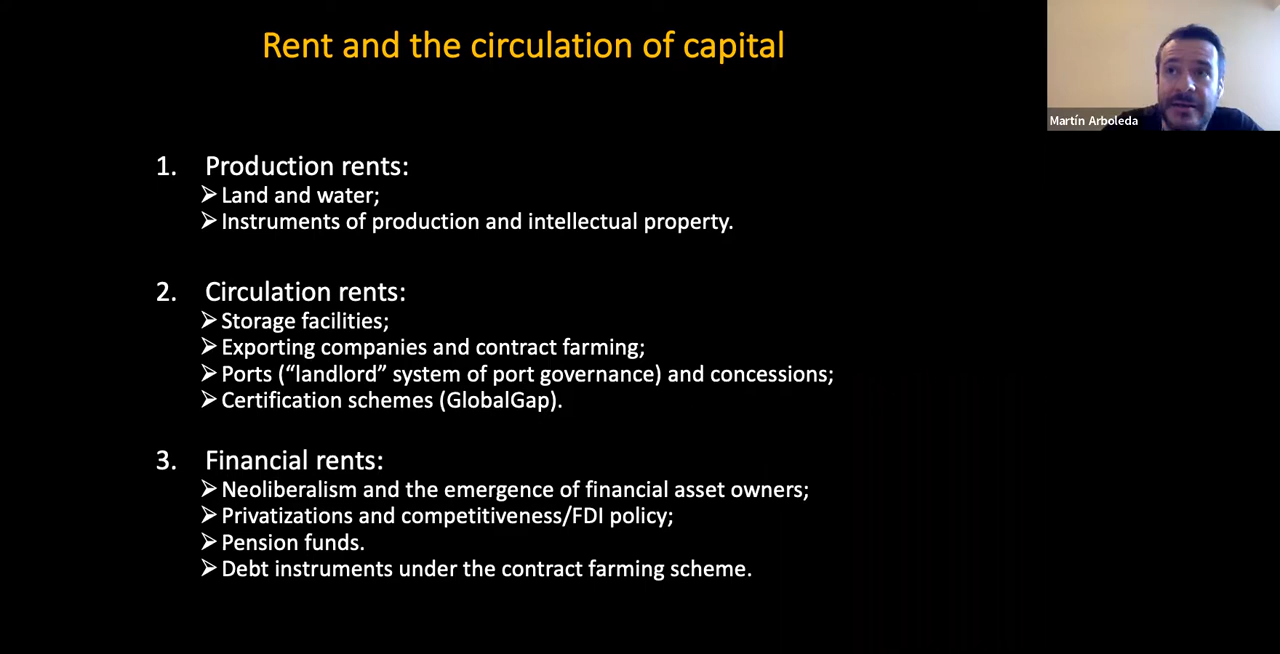 Rent and the circulation of capital
Martín Arboleda
1. Production rents:
➢ Land and water;
➢ Instruments of production and intellectual property.
2. Circulation rents:
➢ Storage facilities;
➢ Exporting companies and contract farming;
➢ Ports (“landlord” system of port governance) and concessions;
➢ Certification schemes (GlobalGap).
3. Financial rents:
➢ Neoliberalism and the emergence of financial asset owners;
➢ Privatizations and competitiveness/FDI policy;
➢ Pension funds.
➢ Debt instruments under the contract farming scheme.